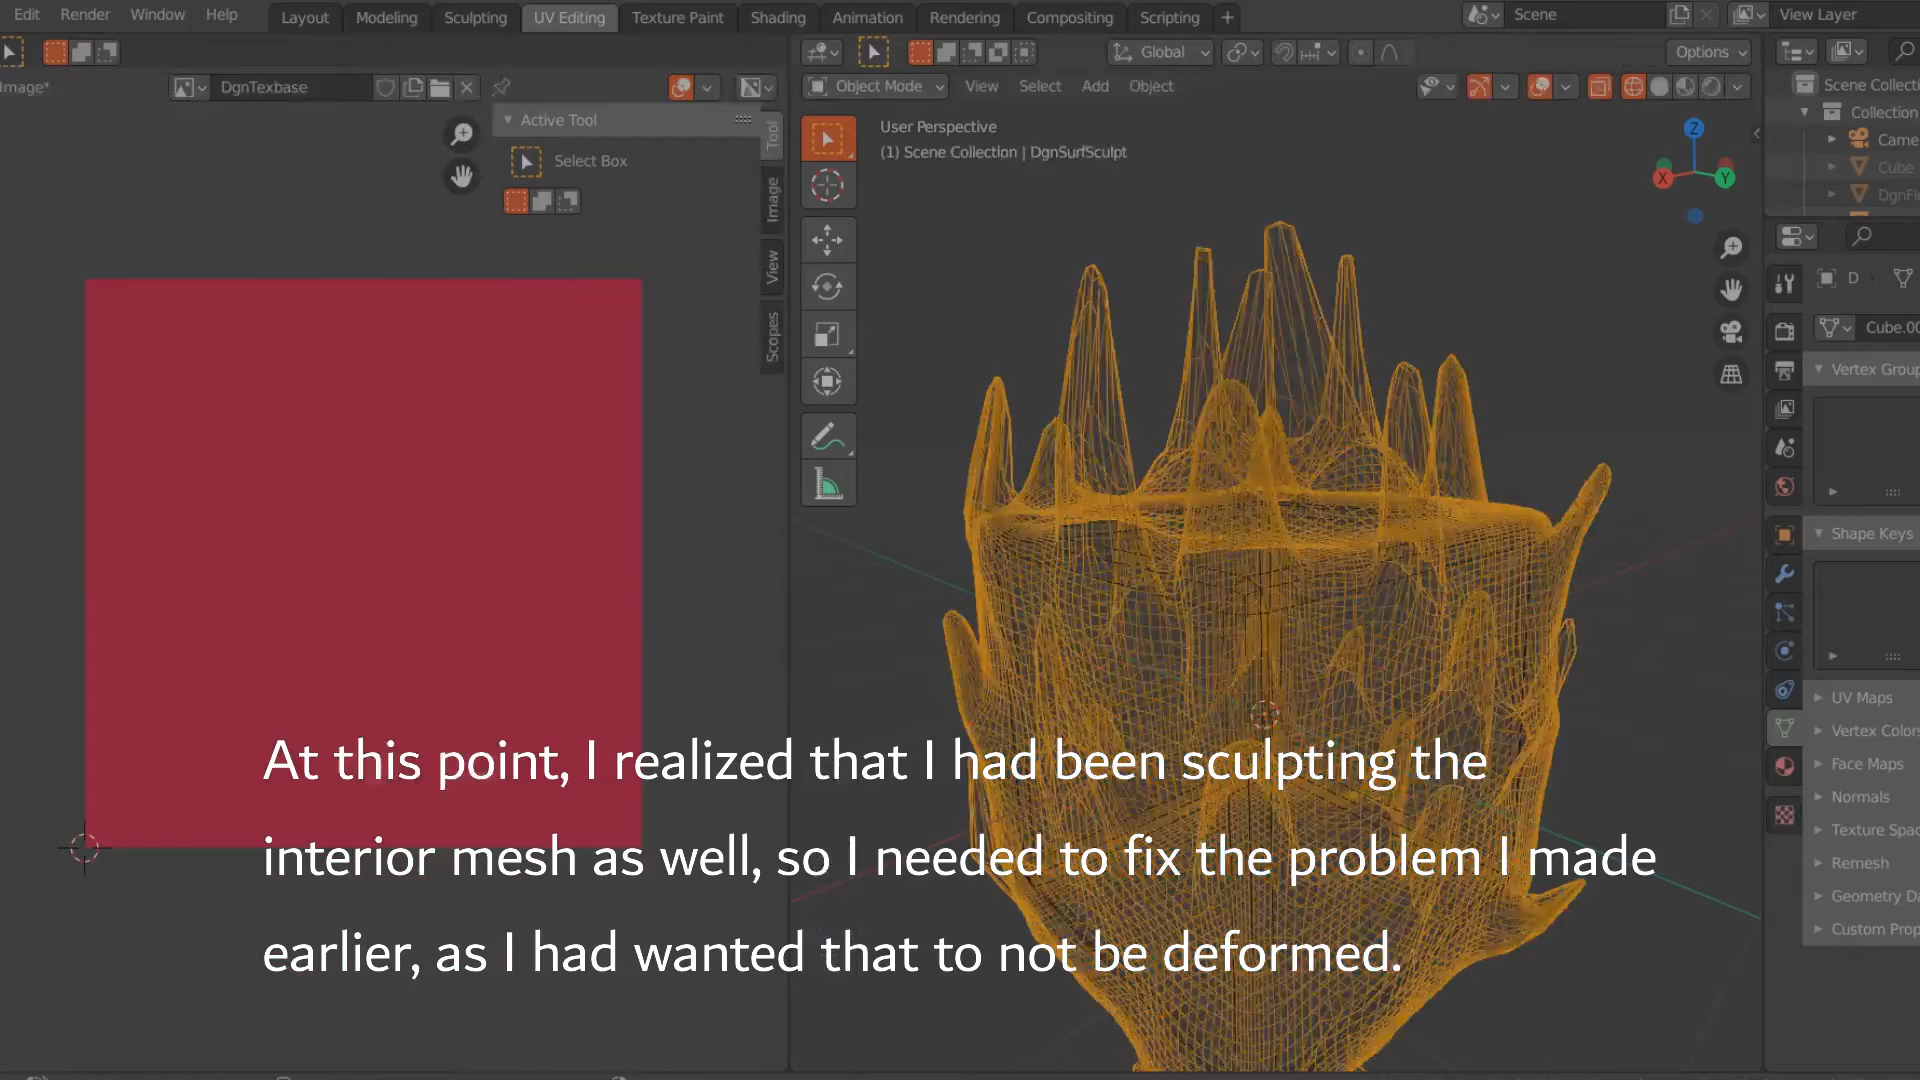 Edit Render Window Help Layout Modeling Sculpting UV Editing Texture Paint Shading Animation Rendering Compositing Scripting + Scene View Layer
Global Options
Image* DgnTexbase Object Mode View Select Add Object Scene Collecti
Active Tool
Select Box
Tool
Image
View
Scopes
User Perspective
(1) Scene Collection | DgnSurfSculpt
Z
X Y
Collection
Came
Cube
DgnFle
D
Cube.00
Vertex Group
Shape Keys
UV Maps
Vertex Colors
Face Maps
Normals
Texture Spac
Remesh
Geometry Da
Custom Prop
At this point, I realized that I had been sculpting the
interior mesh as well, so I needed to fix the problem I made
earlier, as I had wanted that to not be deformed.